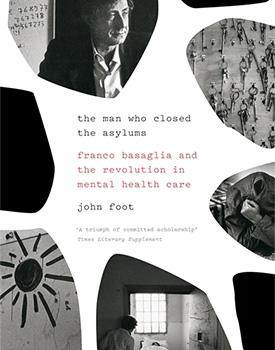 the man who closed
the asylums
franco basaglia and
the revolution in
mental health care
john foot
'A triumph of committed scholarship'
Times Literary Supplement